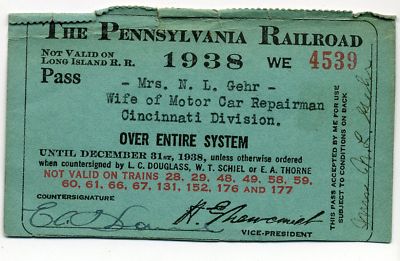 The Pennsylvania Railroad
NOT VALID ON
LONG ISLAND R. R.
1938
WE 4539
Pass
- Mrs. N. L. Gehr -
Wife of Motor Car Repairman
Cincinnati Division.
OVER ENTIRE SYSTEM
UNTIL DECEMBER 31ST, 1938, unless otherwise ordered
when countersigned by L. C. DOUGLASS, W. T. SCHIEL or E. A. THORNE
NOT VALID ON TRAINS 28, 29, 48, 49, 58, 59,
60, 61, 66, 67, 131, 152, 176 AND 177
COUNTERSIGNATURE
VICE-PRESIDENT
THIS PASS ACCEPTED BY ME FOR USE
SUBJECT TO CONDITIONS ON BACK
Mrs N L Gehr